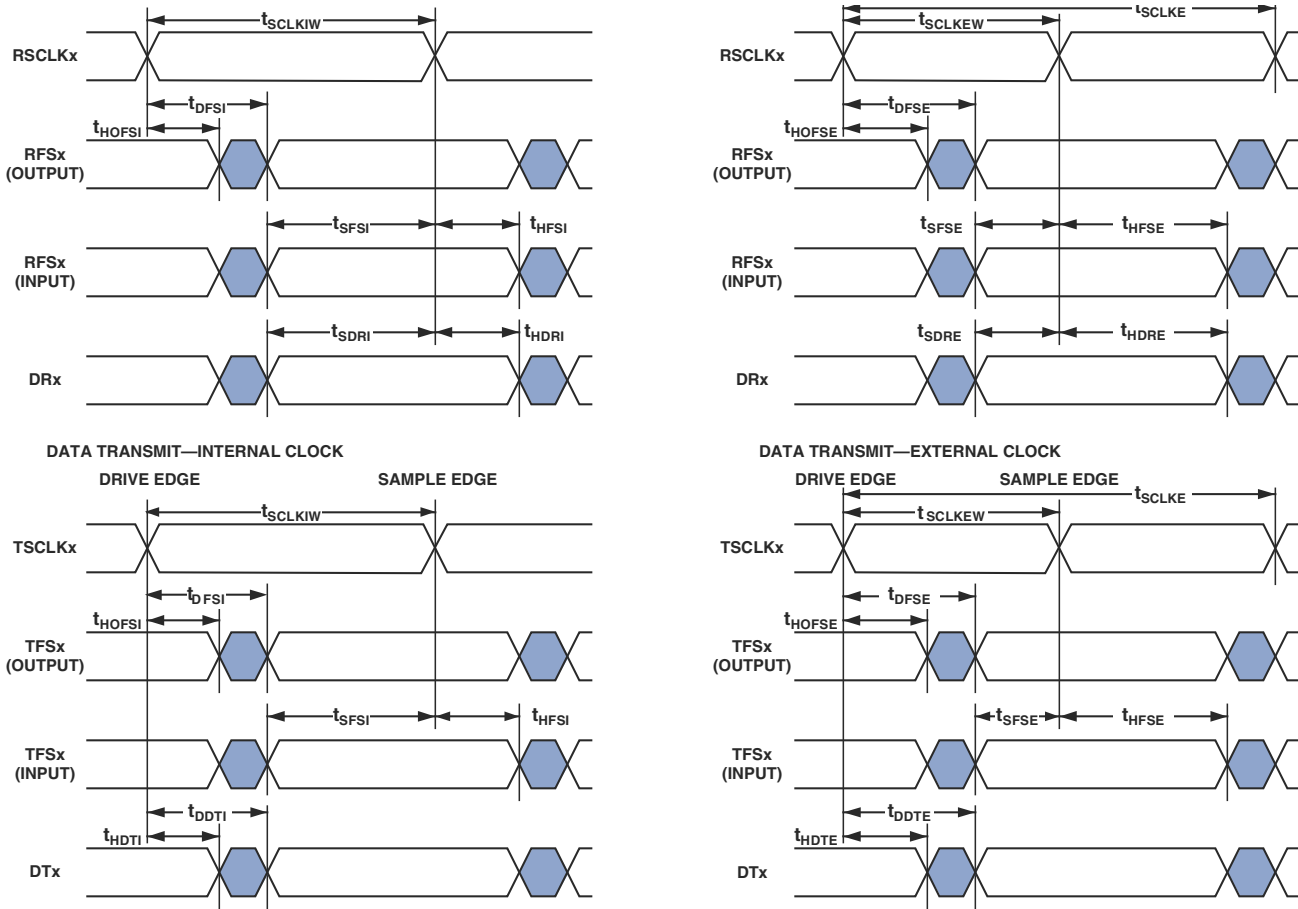 tSCLKIW
RSCLKx
tDFSI
tHOFSI
RFSx
(OUTPUT)
tSFSI
tHFSI
RFSx
(INPUT)
tSDRI
tHDRI
DRx
tSCLKE
tSCLKEW
RSCLKx
tDFSE
tHOFSE
RFSx
(OUTPUT)
tSFSE
tHFSE
RFSx
(INPUT)
tSDRE
tHDRE
DRx
DATA TRANSMIT—INTERNAL CLOCK
DRIVE EDGE
SAMPLE EDGE
tSCLKIW
TSCLKx
tDFSI
tHOFSI
TFSx
(OUTPUT)
tSFSI
tHFSI
TFSx
(INPUT)
tDDTI
tHDTI
DTx
DATA TRANSMIT—EXTERNAL CLOCK
DRIVE EDGE
SAMPLE EDGE
tSCLKE
tSCLKEW
TSCLKx
tDFSE
tHOFSE
TFSx
(OUTPUT)
tSFSE
tHFSE
TFSx
(INPUT)
tDDTE
tHDTE
DTx